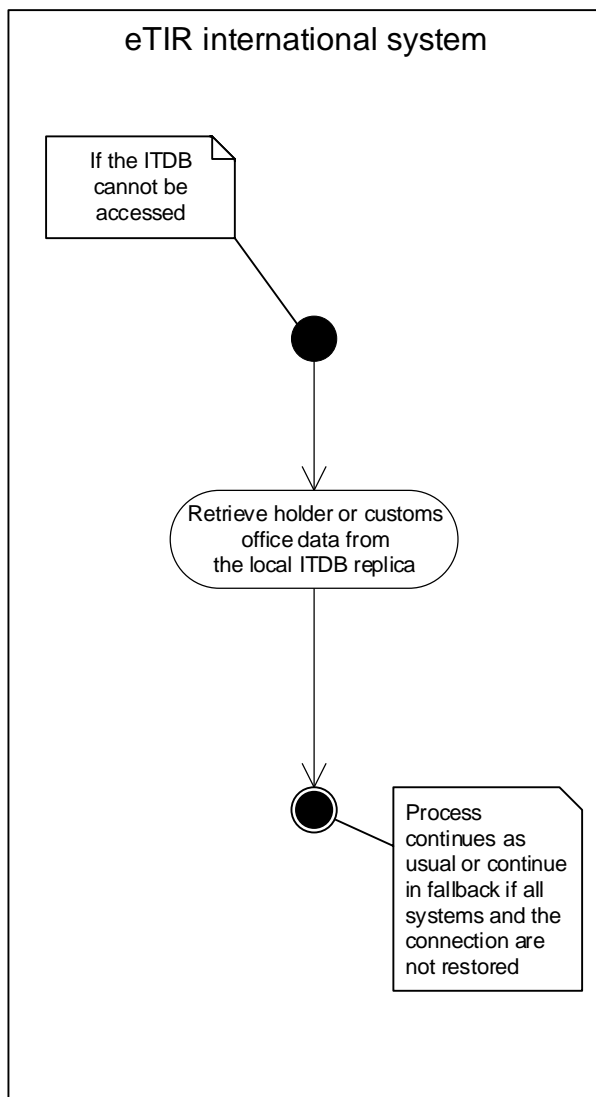 eTIR international system
If the ITDB
cannot be
accessed
Retrieve holder or customs
office data from
the local ITDB replica
Process
continues as
usual or continue
in fallback if all
systems and the
connection are
not restored